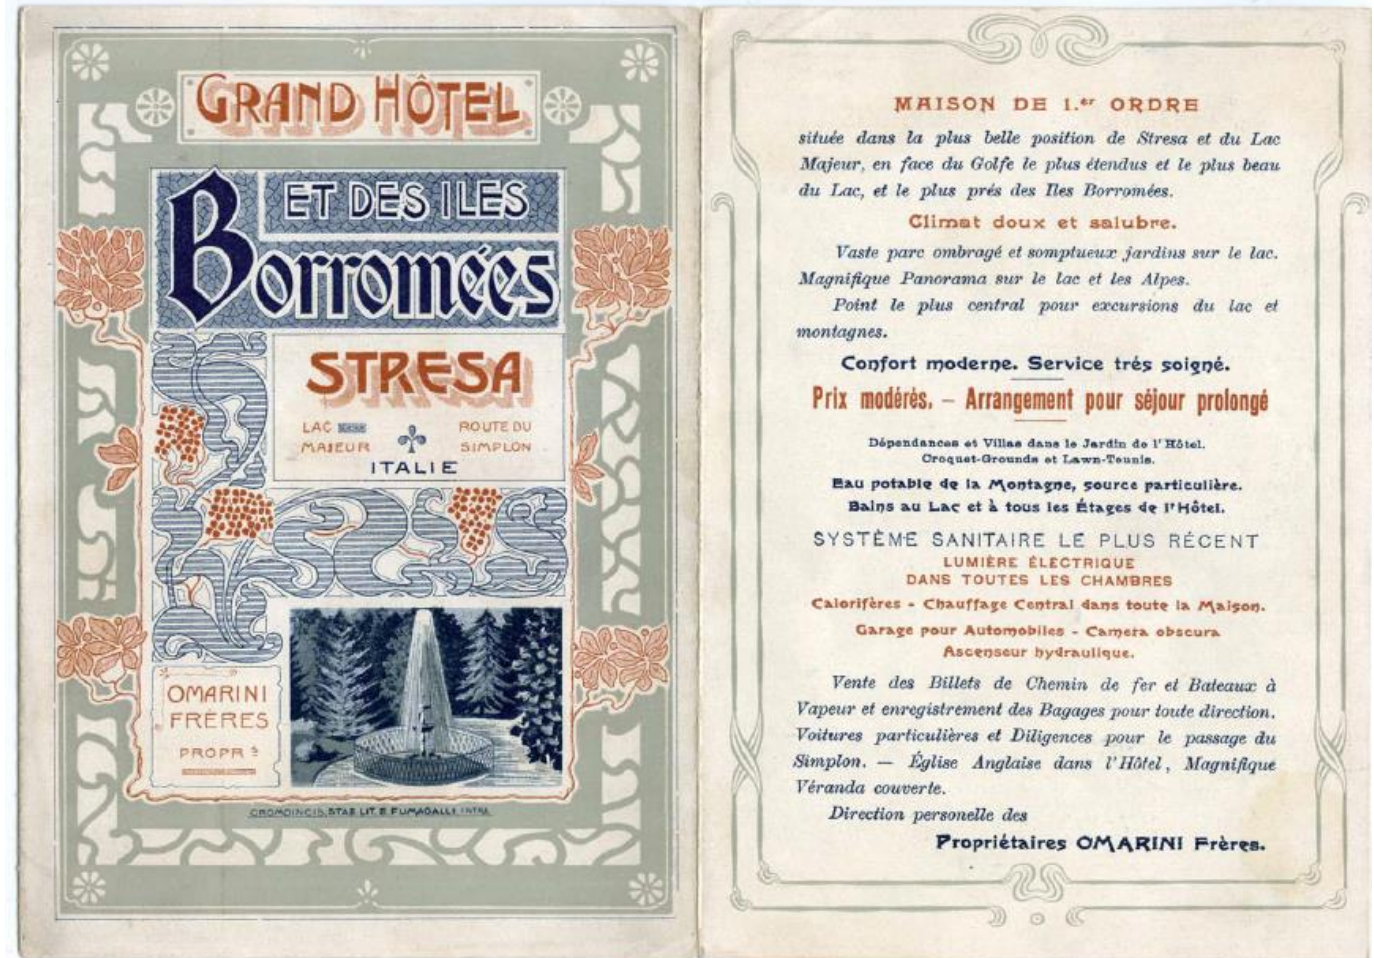 GRAND HÔTEL
ET DES ILES
Borromées
STRESA
LAC
MAJEUR
ROUTE DU
SIMPLON
ITALIE
OMARINI
FRÈRES
PROPRS
CROMOINCIS. STAB. LIT. E. FUMAGALLI INTRA
MAISON DE 1.er ORDRE
située dans la plus belle position de Stresa et du Lac
Majeur, en face du Golfe le plus étendus et le plus beau
du Lac, et le plus prés des Iles Borromées.
Climat doux et salubre.
Vaste parc ombragé et somptueux jardins sur le lac.
Magnifique Panorama sur le lac et les Alpes.
Point le plus central pour excursions du lac et
montagnes.
Confort moderne. Service trés soigné.
Prix modérés. — Arrangement pour séjour prolongé
Dépendances et Villas dans le Jardin de l'Hôtel.
Croquet-Grounds et Lawn-Tennis.
Eau potable de la Montagne, source particulière.
Bains au Lac et à tous les Étages de l'Hôtel.
SYSTÈME SANITAIRE LE PLUS RÉCENT
LUMIÈRE ÉLECTRIQUE
DANS TOUTES LES CHAMBRES
Calorifères - Chauffage Central dans toute la Maison.
Garage pour Automobiles - Camera obscura
Ascenseur hydraulique.
Vente des Billets de Chemin de fer et Bateaux à
Vapeur et enregistrement des Bagages pour toute direction.
Voitures particulières et Diligences pour le passage du
Simplon. — Église Anglaise dans l'Hôtel, Magnifique
Véranda couverte.
Direction personelle des
Propriétaires OMARINI Frères.